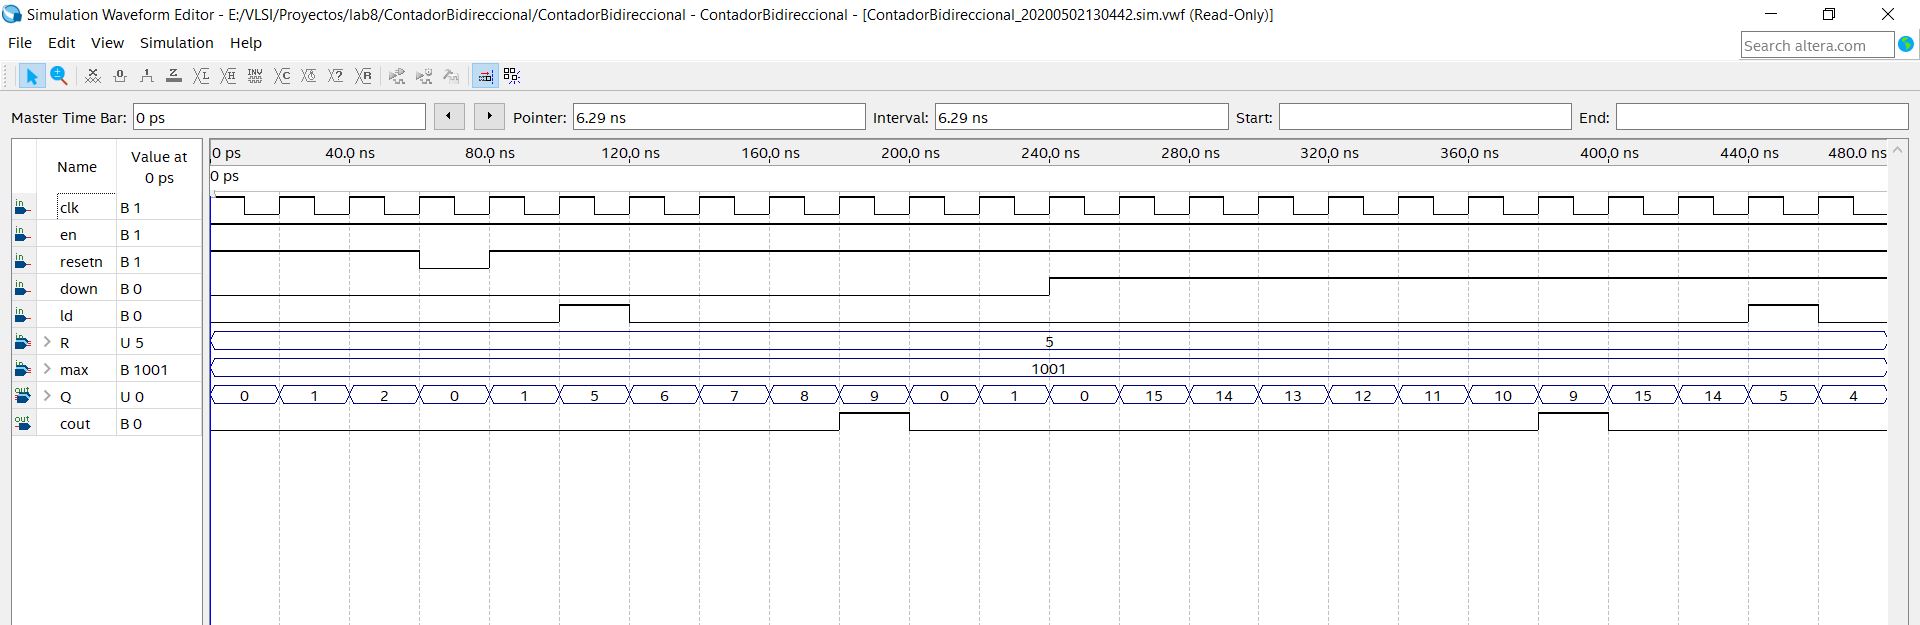 Simulation Waveform Editor - E:/VLSI/Proyectos/lab8/ContadorBidireccional/ContadorBidireccional - ContadorBidireccional - [ContadorBidireccional_20200502130442.sim.vwf (Read-Only)]
File Edit View Simulation Help
Search altera.com
Master Time Bar: 0 ps Pointer: 6.29 ns Interval: 6.29 ns Start: End:
Name Value at 0 ps
0 ps 40.0 ns 80.0 ns 120.0 ns 160.0 ns 200.0 ns 240.0 ns 280.0 ns 320.0 ns 360.0 ns 400.0 ns 440.0 ns 480.0 ns
0 ps
in clk B 1
in en B 1
in resetn B 1
in down B 0
in ld B 0
in R U 5 5
in max B 1001 1001
out Q U 0 0 1 2 0 1 5 6 7 8 9 0 1 0 15 14 13 12 11 10 9 15 14 5 4
out cout B 0